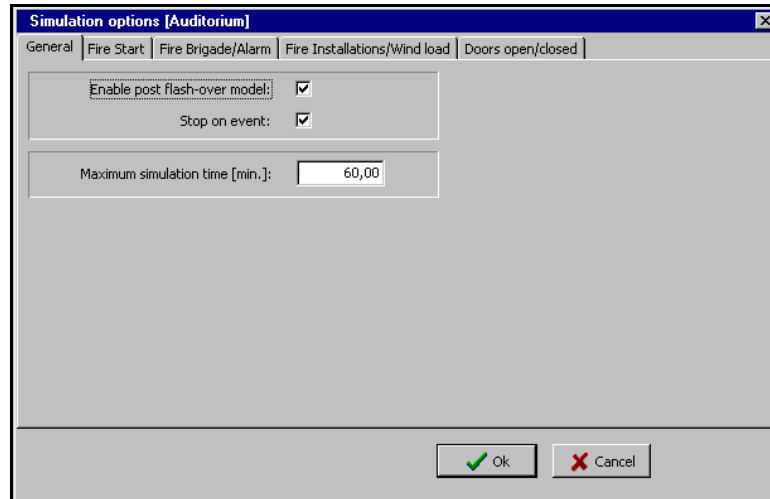 Simulation options [Auditorium]
General Fire Start Fire Brigade/Alarm Fire Installations/Wind load Doors open/closed
Enable post flash-over model:
Stop on event:
Maximum simulation time [min.]: 60,00
Ok Cancel